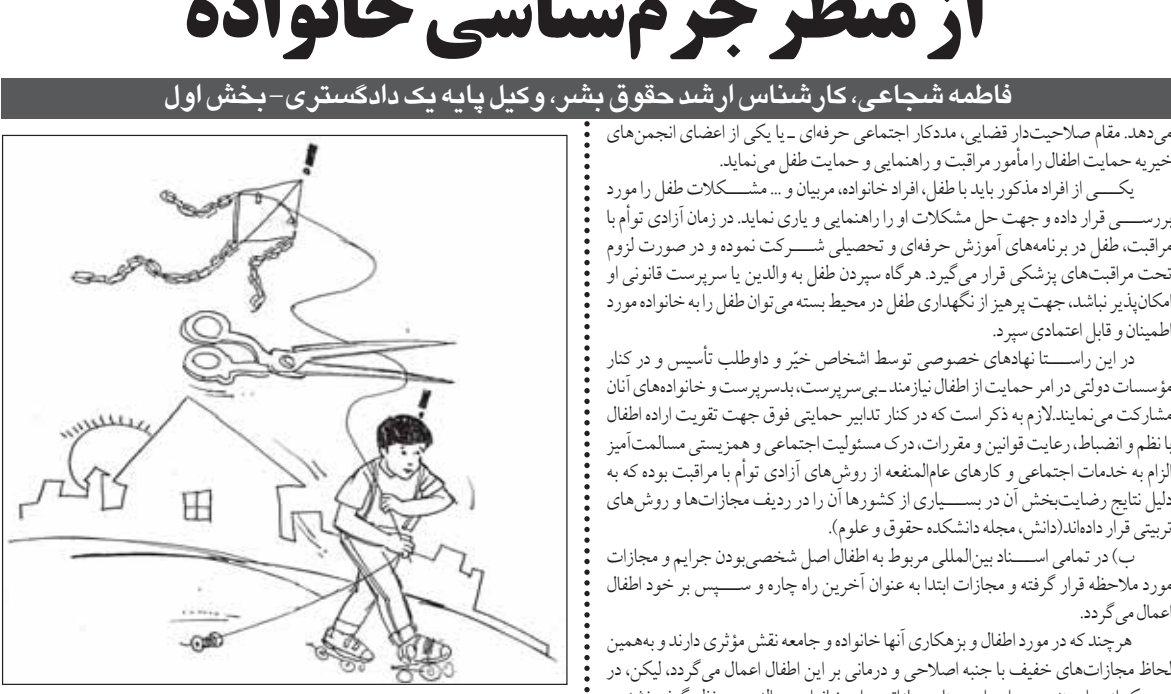 از منظر جرم‌شناسی خانواده
فاطمه شجاعی، کارشناس ارشد حقوق بشر، وکیل پایه یک دادگستری- بخش اول
می‌دهد. مقام صلاحیت‌دار قضایی، مددکار اجتماعی حرفه‌ای ـ یا یکی از اعضای انجمن‌های
خیریه حمایت اطفال را مأمور مراقبت و راهنمایی و حمایت طفل می‌نماید.
یکی از افراد مذکور باید با طفل، افراد خانواده، مربیان و ... مشکلات طفل را مورد
بررسی قرار داده و جهت حل مشکلات او را راهنمایی و یاری نماید. در زمان آزادی توأم با
مراقبت، طفل در برنامه‌های آموزش حرفه‌ای و تحصیلی شرکت نموده و در صورت لزوم
تحت مراقبت‌های پزشکی قرار می‌گیرد. هرگاه سپردن طفل به والدین یا سرپرست قانونی او
امکان‌پذیر نباشد، جهت پرهیز از نگهداری طفل در محیط بسته می‌توان طفل را به خانواده مورد
اطمینان و قابل اعتمادی سپرد.
در این راستا نهادهای خصوصی توسط اشخاص خیّر و داوطلب تأسیس و در کنار
مؤسسات دولتی در امر حمایت از اطفال نیازمند ـ بی‌سرپرست، بدسرپرست و خانواده‌های آنان
مشارکت می‌نمایند.لازم به ذکر است که در کنار تدابیر حمایتی فوق جهت تقویت اراده اطفال
با نظم و انضباط، رعایت قوانین و مقررات، درک مسئولیت اجتماعی و همزیستی مسالمت‌آمیز
الزام به خدمات اجتماعی و کارهای عام‌المنفعه از روش‌های آزادی توأم با مراقبت بوده که به
دلیل نتایج رضایت‌بخش آن در بسیاری از کشورها آن را در ردیف مجازات‌ها و روش‌های
تربیتی قرار داده‌اند(دانش، مجله دانشکده حقوق و علوم).
ب) در تمامی اسناد بین‌المللی مربوط به اطفال اصل شخصی‌بودن جرایم و مجازات
مورد ملاحظه قرار گرفته و مجازات ابتدا به عنوان آخرین راه چاره و سپس بر خود اطفال
اعمال می‌گردد.
هرچند که در مورد اطفال و بزهکاری آنها خانواده و جامعه نقش مؤثری دارند و به‌همین
لحاظ مجازات‌های خفیف با جنبه اصلاحی و درمانی بر این اطفال اعمال می‌گردد، لیکن، در